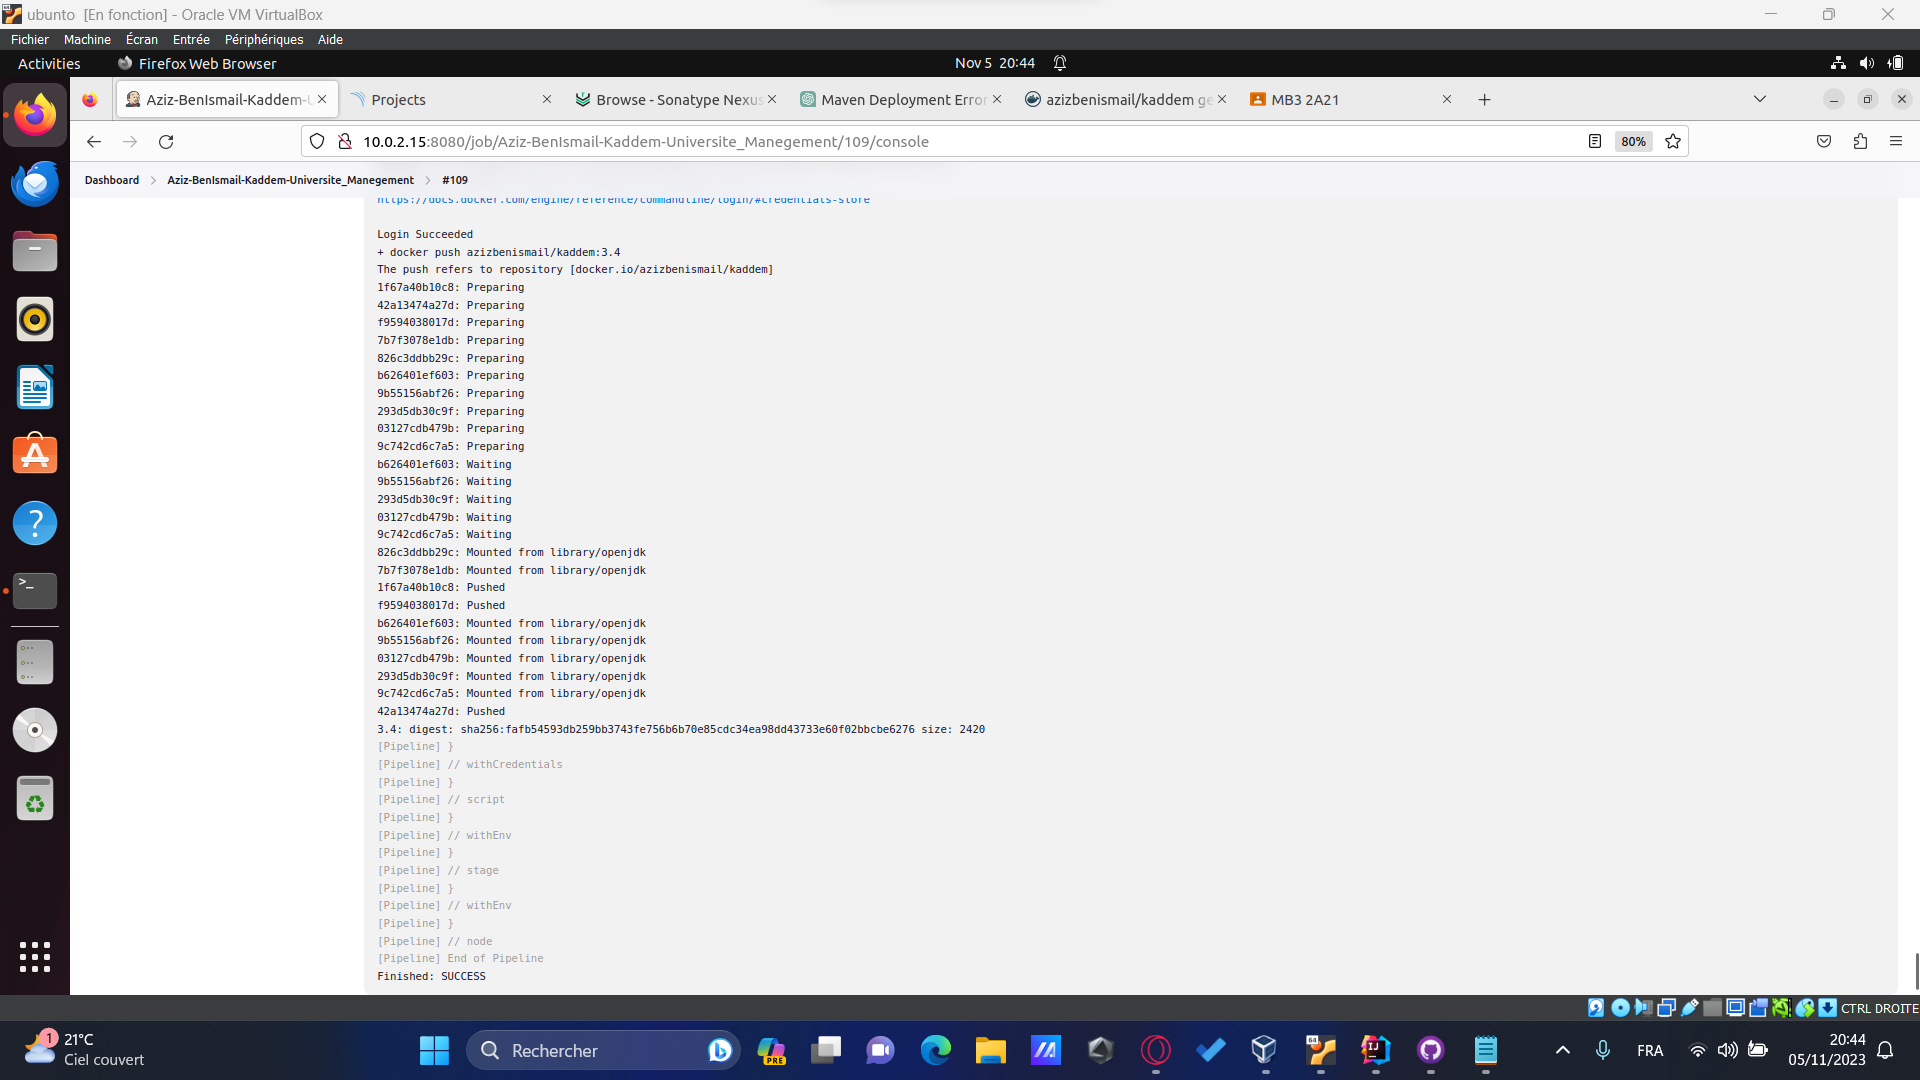 ubunto [En fonction] - Oracle VM VirtualBox
Fichier Machine Écran Entrée Périphériques Aide
Activities Firefox Web Browser Nov 5 20:44
Aziz-BenIsmail-Kaddem-U Projects Browse - Sonatype Nexus Maven Deployment Error azizbenismail/kaddem ge MB3 2A21
10.0.2.15:8080/job/Aziz-BenIsmail-Kaddem-Universite_Manegement/109/console 80%
Dashboard Aziz-BenIsmail-Kaddem-Universite_Manegement #109
https://docs.docker.com/engine/reference/commandline/login/#credentials-store
Login Succeeded
+ docker push azizbenismail/kaddem:3.4
The push refers to repository [docker.io/azizbenismail/kaddem]
1f67a40b10c8: Preparing
42a13474a27d: Preparing
f9594038017d: Preparing
7b7f3078e1db: Preparing
826c3ddbb29c: Preparing
b626401ef603: Preparing
9b55156abf26: Preparing
293d5db30c9f: Preparing
03127cdb479b: Preparing
9c742cd6c7a5: Preparing
b626401ef603: Waiting
9b55156abf26: Waiting
293d5db30c9f: Waiting
03127cdb479b: Waiting
9c742cd6c7a5: Waiting
826c3ddbb29c: Mounted from library/openjdk
7b7f3078e1db: Mounted from library/openjdk
1f67a40b10c8: Pushed
f9594038017d: Pushed
b626401ef603: Mounted from library/openjdk
9b55156abf26: Mounted from library/openjdk
03127cdb479b: Mounted from library/openjdk
293d5db30c9f: Mounted from library/openjdk
9c742cd6c7a5: Mounted from library/openjdk
42a13474a27d: Pushed
3.4: digest: sha256:fafb54593db259bb3743fe756b6b70e85cdc34ea98dd43733e60f02bbcbe6276 size: 2420
[Pipeline] }
[Pipeline] // withCredentials
[Pipeline] }
[Pipeline] // script
[Pipeline] }
[Pipeline] // withEnv
[Pipeline] }
[Pipeline] // stage
[Pipeline] }
[Pipeline] // withEnv
[Pipeline] }
[Pipeline] // node
[Pipeline] End of Pipeline
Finished: SUCCESS
CTRL DROITE
1 21°C
Ciel couvert
Rechercher
PRE
64
FRA
20:44
05/11/2023